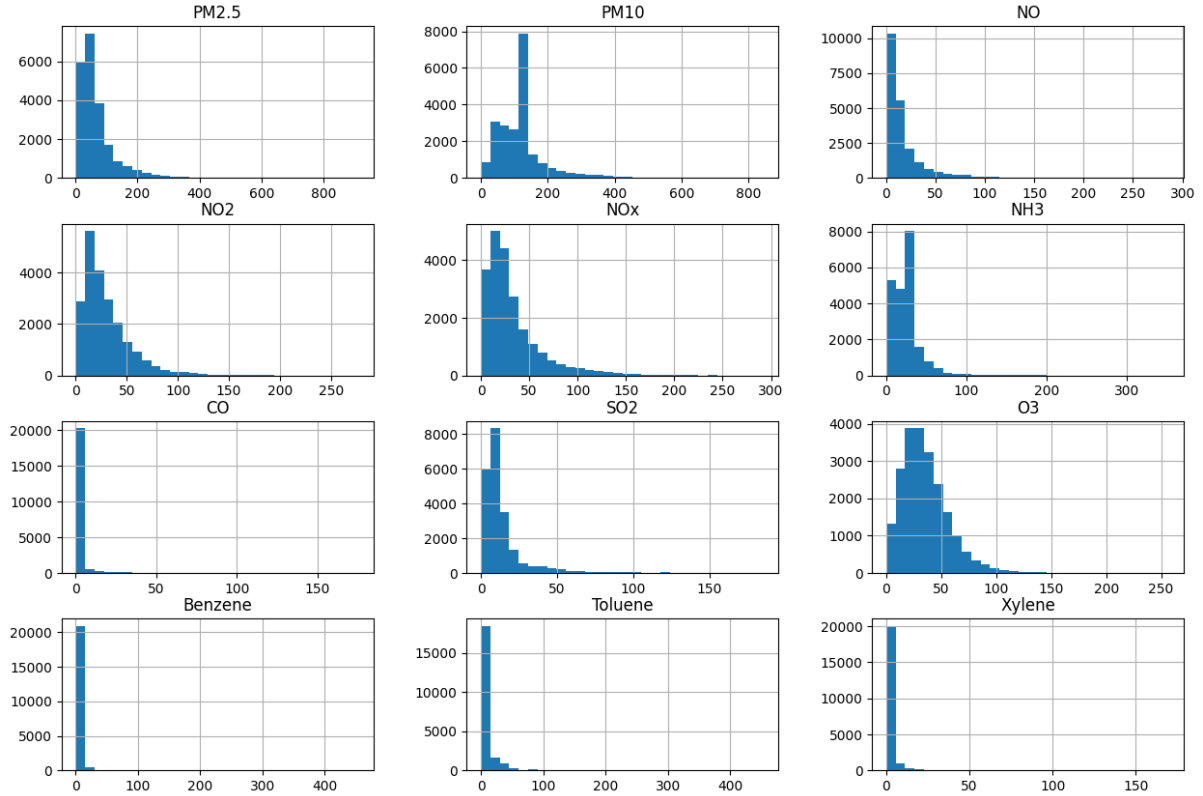 PM2.5 PM10 NO
6000 4000 2000 0
0 200 400 600 800
8000 6000 4000 2000 0
0 200 400 600 800
10000 7500 5000 2500 0
0 50 100 150 200 250 300
NO2 NOx NH3
4000 2000 0
0 50 100 150 200 250
4000 2000 0
0 50 100 150 200 250 300
8000 6000 4000 2000 0
0 100 200 300
CO SO2 O3
20000 15000 10000 5000 0
0 50 100 150
8000 6000 4000 2000 0
0 50 100 150
4000 3000 2000 1000 0
0 50 100 150 200 250
Benzene Toluene Xylene
20000 15000 10000 5000 0
0 100 200 300 400
15000 10000 5000 0
0 100 200 300 400
20000 15000 10000 5000 0
0 50 100 150